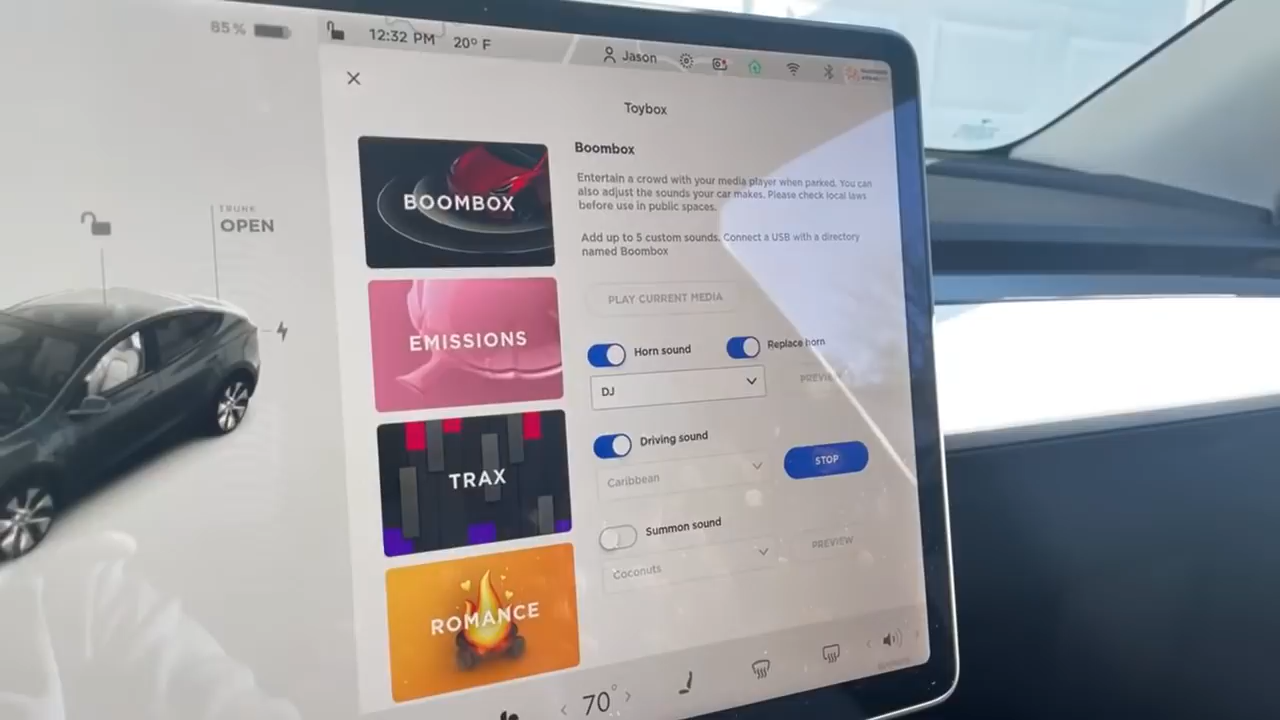 85%
12:32 PM
20° F
Jason
Toybox
TRUNK
OPEN
BOOMBOX
EMISSIONS
TRAX
ROMANCE
Boombox
Entertain a crowd with your media player when parked. You can
also adjust the sounds your car makes. Please check local laws
before use in public spaces.
Add up to 5 custom sounds. Connect a USB with a directory
named Boombox
PLAY CURRENT MEDIA
Horn sound
Replace horn
DJ
PREVIEW
Driving sound
Caribbean
STOP
Summon sound
Coconuts
PREVIEW
70°